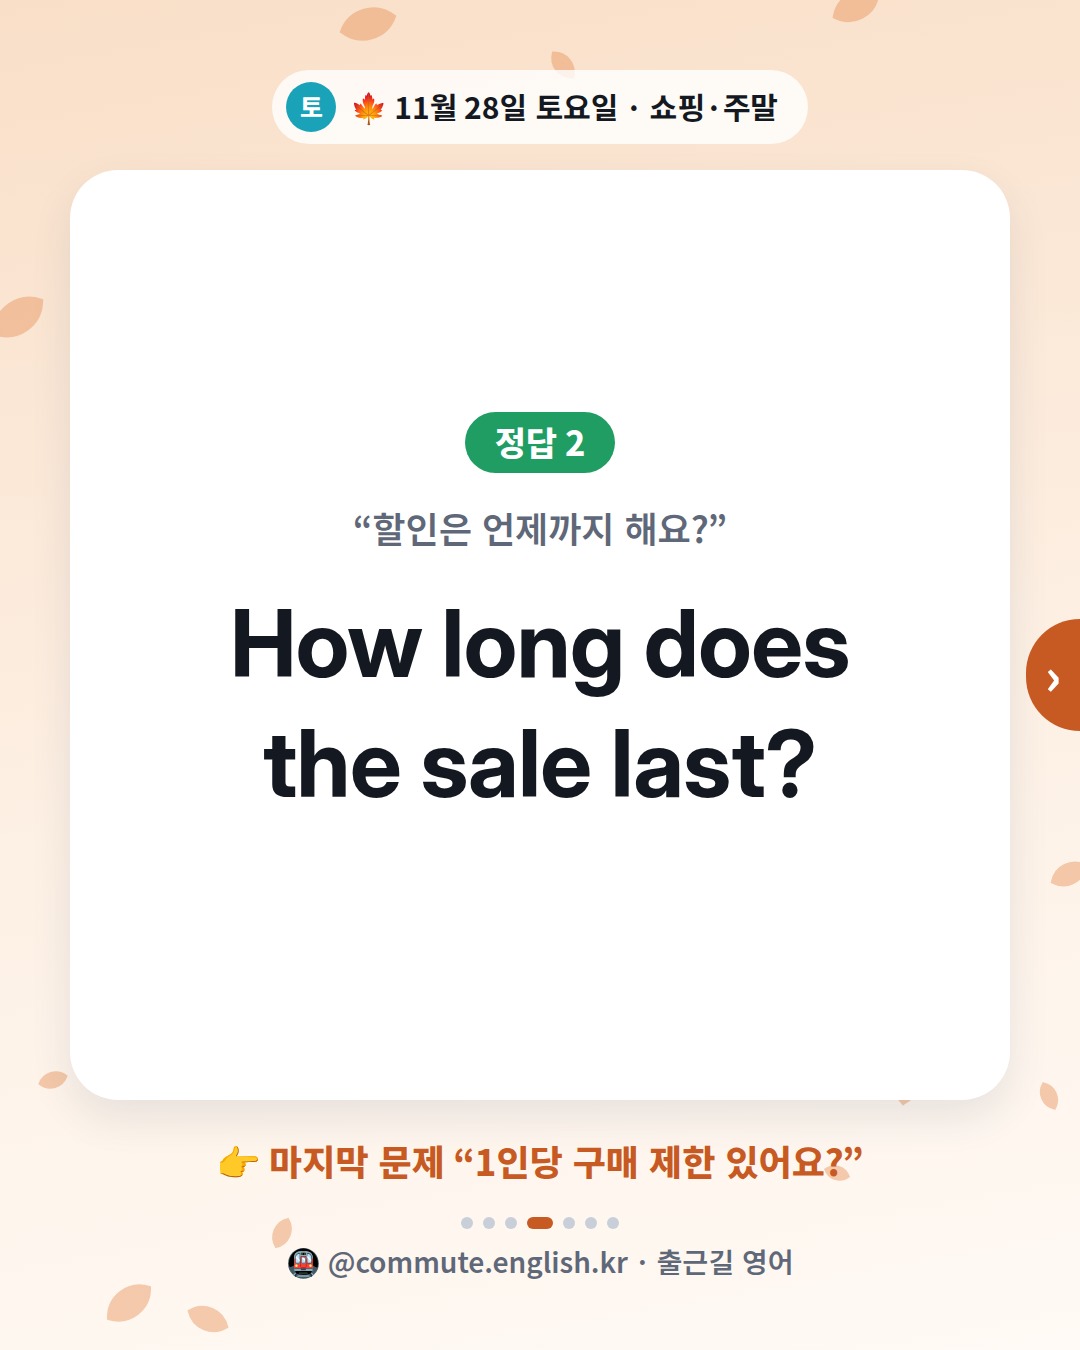 토 🍁 11월 28일 토요일 · 쇼핑·주말
정답 2
“할인은 언제까지 해요?”
How long does
the sale last?
›
👉 마지막 문제 “1인당 구매 제한 있어요?”
🚇 @commute.english.kr · 출근길 영어